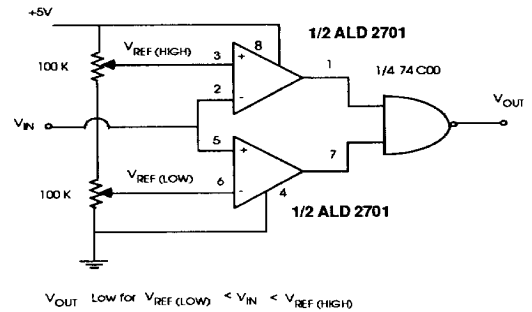 +5V
1/2 ALD 2701
VREF (HIGH)
8
3
+
1
1/4 74 C00
100 K
2
-
VOUT
VIN
5
+
7
VREF (LOW)
6
-
4
100 K
1/2 ALD 2701
VOUT Low for VREF (LOW) < VIN < VREF (HIGH)